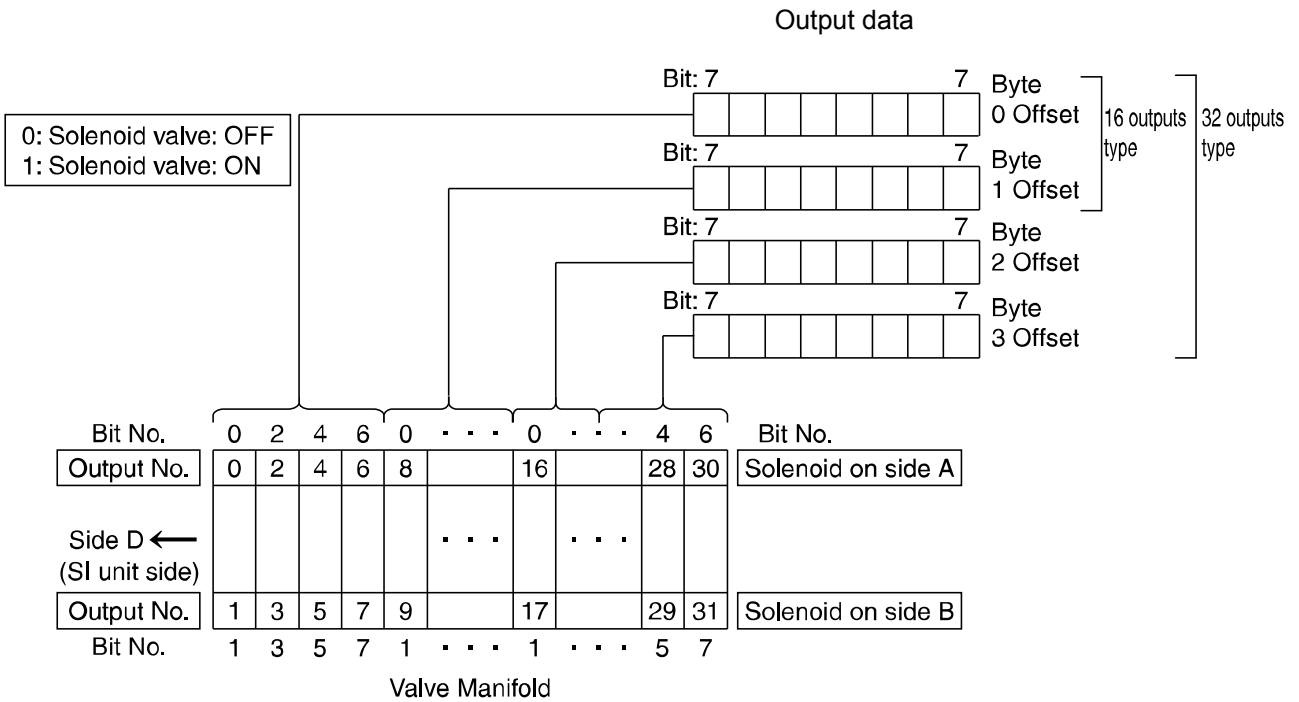 Output data
Bit: 7 7 Byte
0 Offset
16 outputs
type
32 outputs
type
0: Solenoid valve: OFF
1: Solenoid valve: ON
Bit: 7 7 Byte
1 Offset
Bit: 7 7 Byte
2 Offset
Bit: 7 7 Byte
3 Offset
Bit No. 0 2 4 6 0 · · · 0 · · · 4 6 Bit No.
Output No. 0 2 4 6 8 16 28 30 Solenoid on side A
Side D ← · · · · · ·
(SI unit side)
Output No. 1 3 5 7 9 17 29 31 Solenoid on side B
Bit No. 1 3 5 7 1 · · · 1 · · · 5 7
Valve Manifold